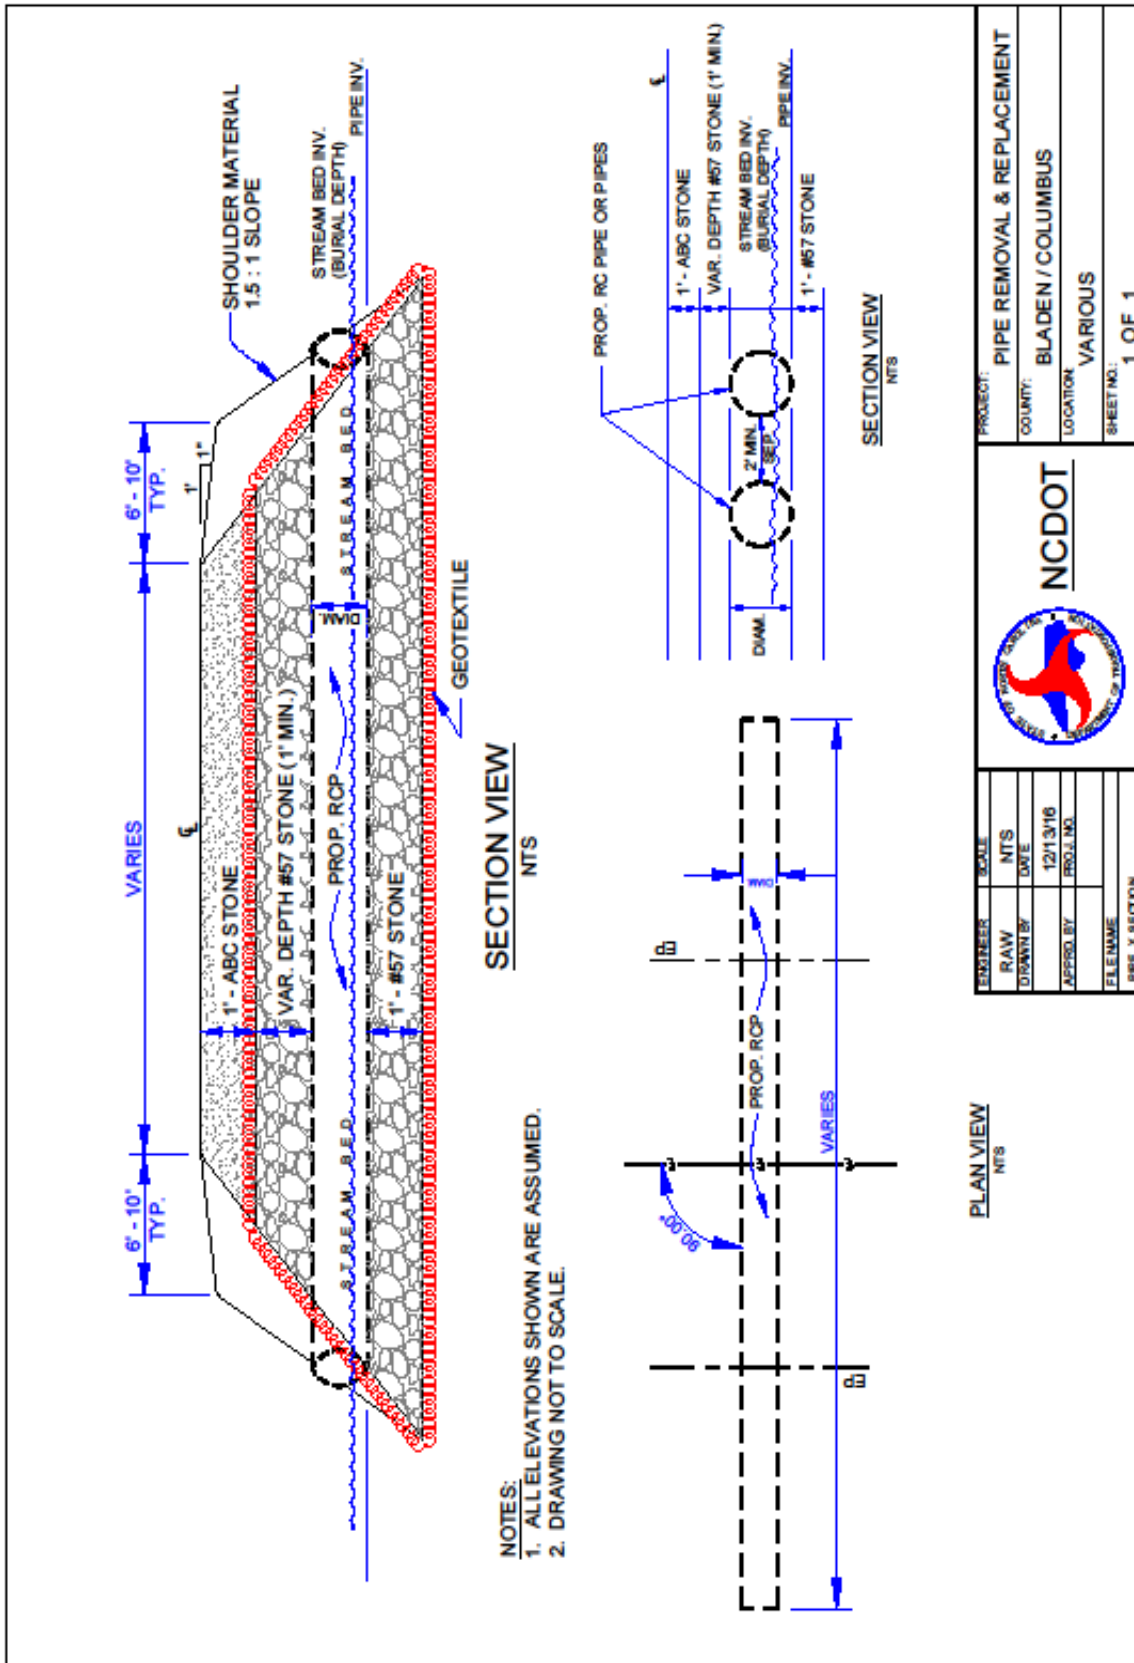 VARIES
6' - 10'
TYP.
6' - 10'
TYP.
1'
1"
SHOULDER MATERIAL
1.5 : 1 SLOPE
℄
1' - ABC STONE
VAR. DEPTH #57 STONE (1' MIN.)
STREAM BED INV.
(BURIAL DEPTH)
PIPE INV.
PROP. RCP
DIAM.
STREAM BED
STREAM BED
1' - #57 STONE
GEOTEXTILE
SECTION VIEW
NTS
NOTES:
1. ALL ELEVATIONS SHOWN ARE ASSUMED.
2. DRAWING NOT TO SCALE.
PROP. RC PIPE OR PIPES
℄
1' - ABC STONE
VAR. DEPTH #57 STONE (1' MIN.)
STREAM BED INV.
(BURIAL DEPTH)
PIPE INV.
1' - #57 STONE
2' MIN.
SEP.
DIAM.
SECTION VIEW
NTS
90.00°
PROP. RCP
DIAM.
VARIES
PLAN VIEW
NTS
ENGINEER
RAW
SCALE
NTS
DRAWN BY
DATE
12/13/16
APPRD. BY
PROJ. NO.
FILENAME
NCDOT
PROJECT:
PIPE REMOVAL & REPLACEMENT
COUNTY:
BLADEN / COLUMBUS
LOCATION:
VARIOUS
SHEET NO.:
1 OF 1